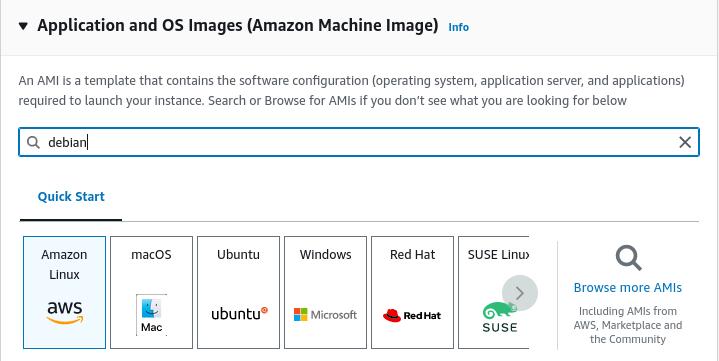 Application and OS Images (Amazon Machine Image) Info
An AMI is a template that contains the software configuration (operating system, application server, and applications)
required to launch your instance. Search or Browse for AMIs if you don't see what you are looking for below
debian
Quick Start
Amazon
Linux
aws
macOS
Mac
Ubuntu
ubuntu
Windows
Microsoft
Red Hat
Red Hat
SUSE Linux
SUSE
Browse more AMIs
Including AMIs from
AWS, Marketplace and
the Community